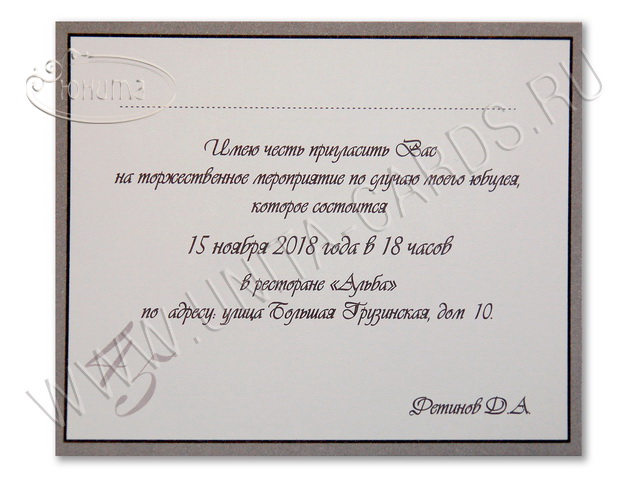 Юнита
Имею честь пригласить Вас
на торжественное мероприятие по случаю моего юбилея,
которое состоится
15 ноября 2018 года в 18 часов
в ресторане «Альба»
по адресу: улица Большая Грузинская, дом 10.
Фетинов Д.А.
WWW.UNITA-CARDS.RU